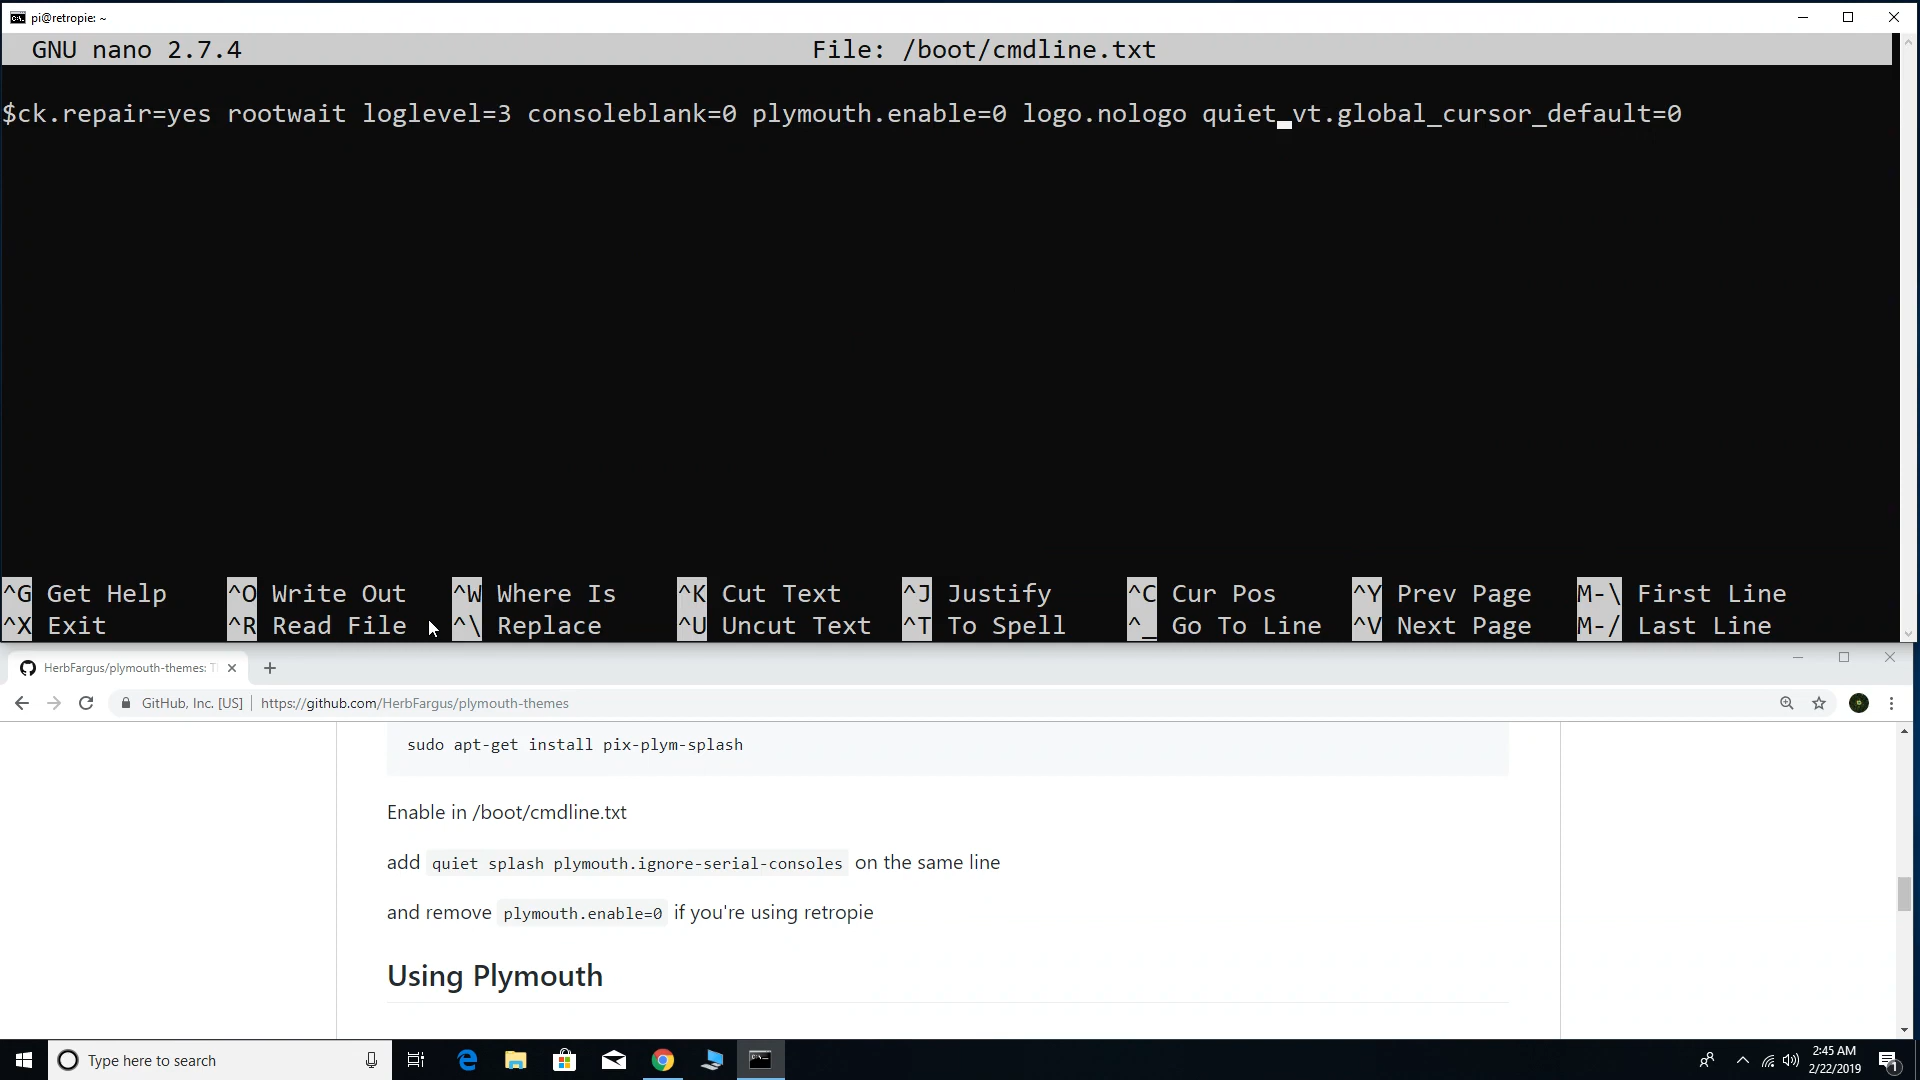 pi@retropie: ~
GNU nano 2.7.4 File: /boot/cmdline.txt
$ck.repair=yes rootwait loglevel=3 consoleblank=0 plymouth.enable=0 logo.nologo quiet vt.global_cursor_default=0
^G Get Help ^O Write Out ^W Where Is ^K Cut Text ^J Justify ^C Cur Pos ^Y Prev Page M-\ First Line
^X Exit ^R Read File ^\ Replace ^U Uncut Text ^T To Spell ^_ Go To Line ^V Next Page M-/ Last Line
HerbFargus/plymouth-themes: T
GitHub, Inc. [US] | https://github.com/HerbFargus/plymouth-themes
sudo apt-get install pix-plym-splash
Enable in /boot/cmdline.txt
add quiet splash plymouth.ignore-serial-consoles on the same line
and remove plymouth.enable=0 if you're using retropie
Using Plymouth
Type here to search
2:45 AM
2/22/2019
1